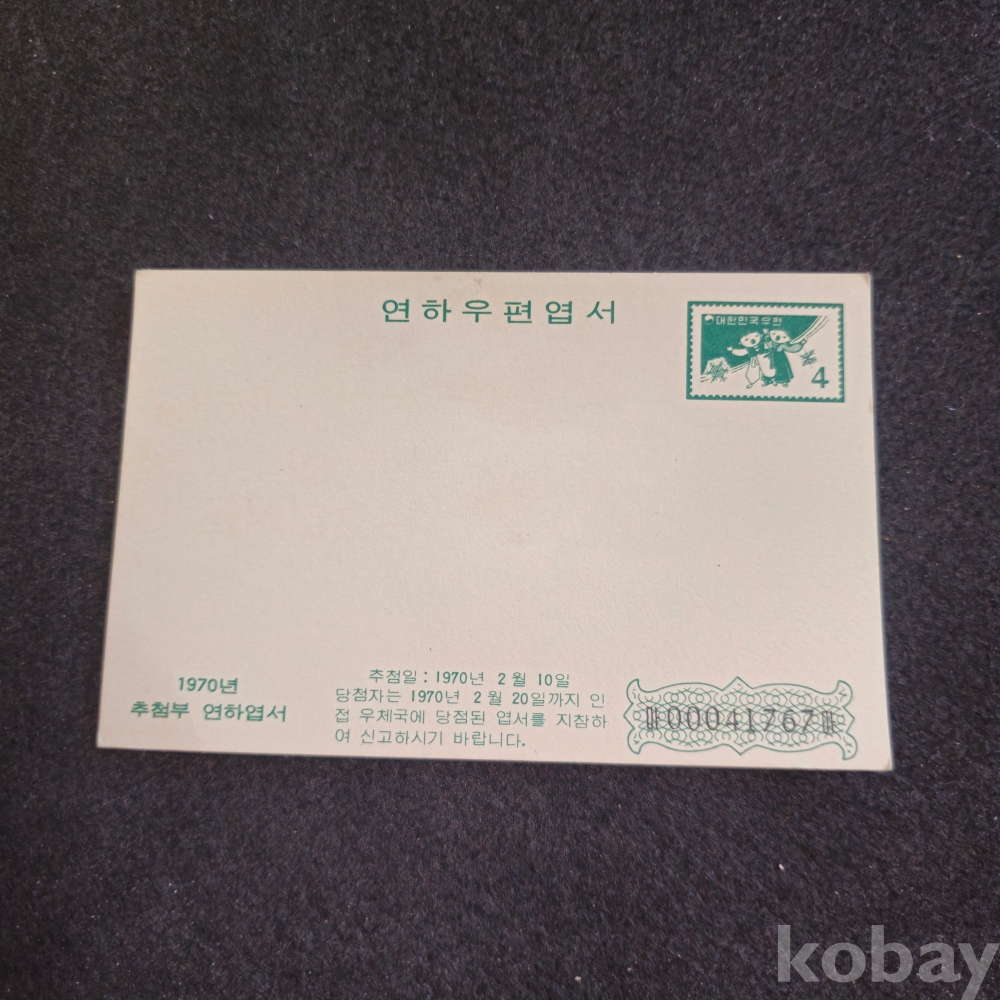 연하우편엽서
대한민국우편
4
1970년
추첨부 연하엽서
추첨일 : 1970년 2월 10일
당첨자는 1970년 2월 20일까지 인
접 우체국에 당점된 엽서를 지참하
여 신고하시기 바랍니다.
00041767
kobay